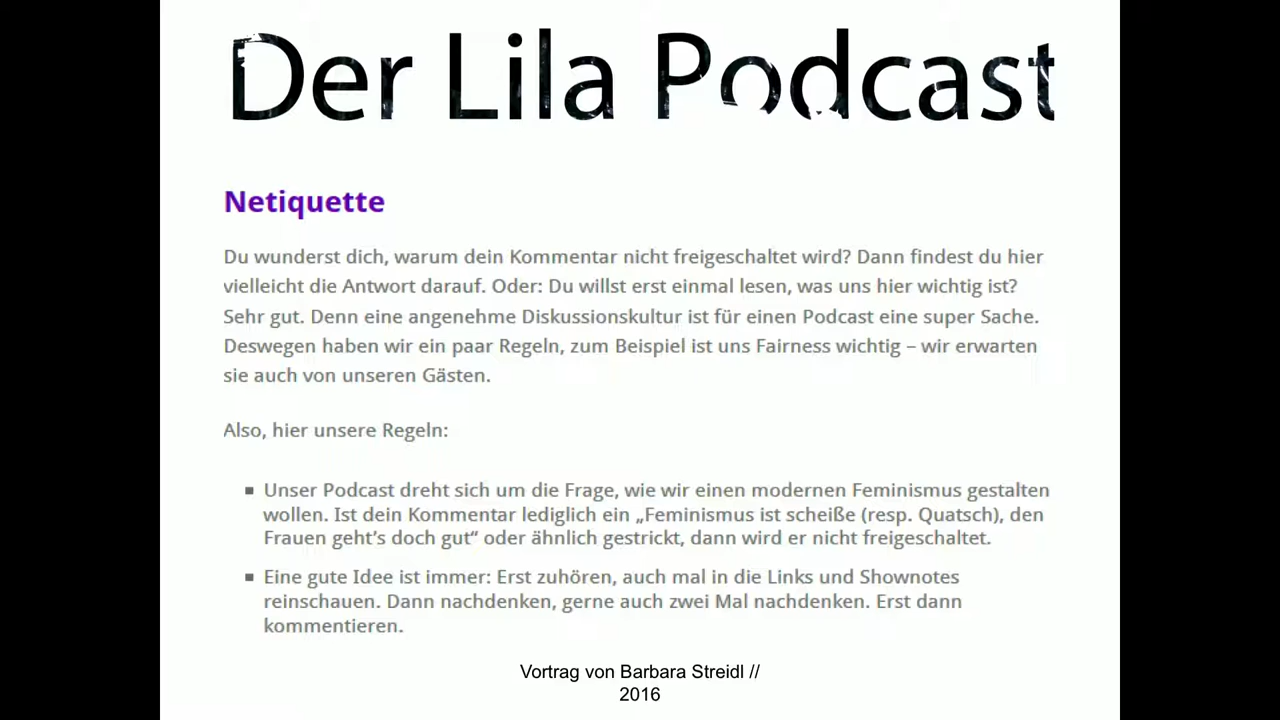 Der Lila Podcast
Netiquette
Du wunderst dich, warum dein Kommentar nicht freigeschaltet wird? Dann findest du hier
vielleicht die Antwort darauf. Oder: Du willst erst einmal lesen, was uns hier wichtig ist?
Sehr gut. Denn eine angenehme Diskussionskultur ist für einen Podcast eine super Sache.
Deswegen haben wir ein paar Regeln, zum Beispiel ist uns Fairness wichtig – wir erwarten
sie auch von unseren Gästen.
Also, hier unsere Regeln:
▪ Unser Podcast dreht sich um die Frage, wie wir einen modernen Feminismus gestalten
wollen. Ist dein Kommentar lediglich ein „Feminismus ist scheiße (resp. Quatsch), den
Frauen geht’s doch gut“ oder ähnlich gestrickt, dann wird er nicht freigeschaltet.
▪ Eine gute Idee ist immer: Erst zuhören, auch mal in die Links und Shownotes
reinschauen. Dann nachdenken, gerne auch zwei Mal nachdenken. Erst dann
kommentieren.
Vortrag von Barbara Streidl //
2016